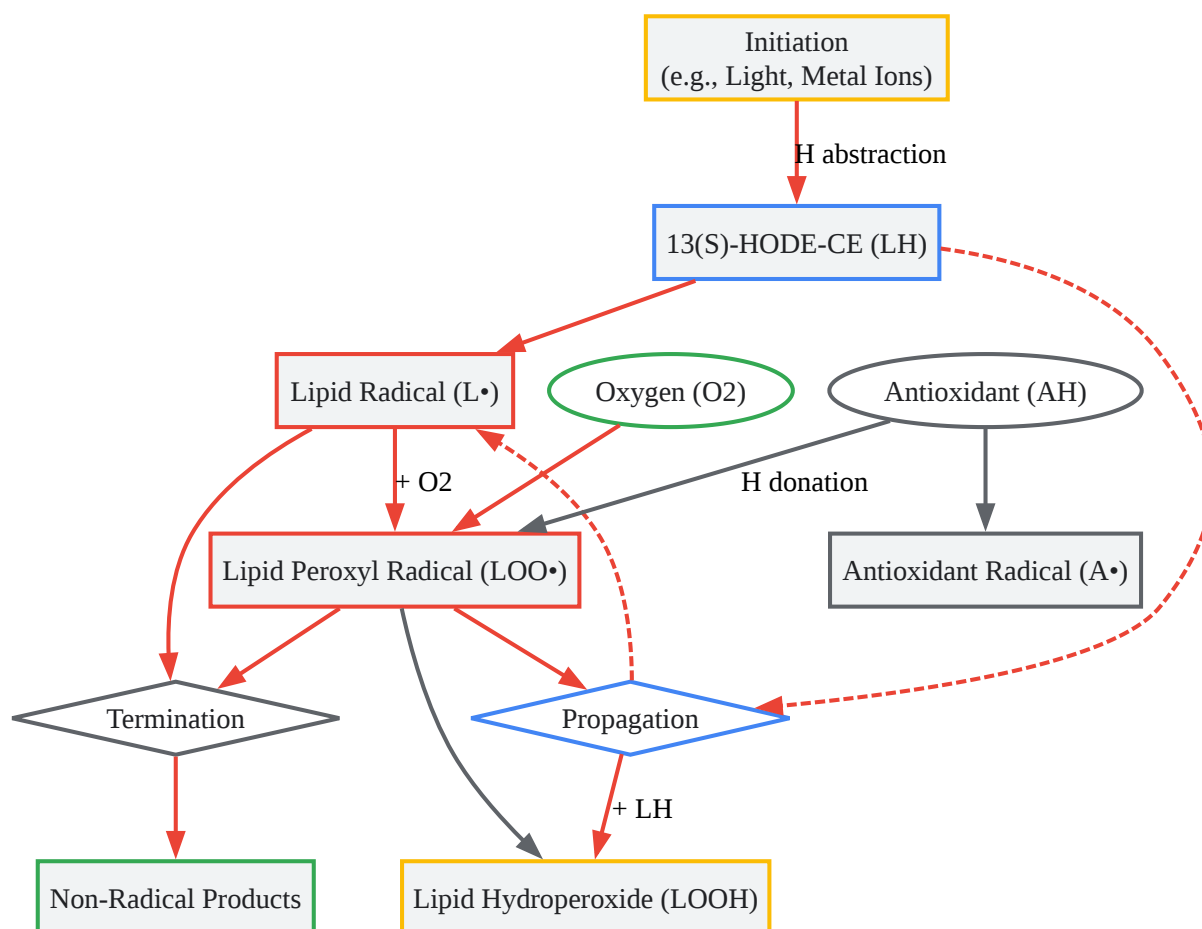 Initiation
(e.g., Light, Metal Ions)
H abstraction
13(S)-HODE-CE (LH)
Lipid Radical (L•)
Oxygen (O2)
Antioxidant (AH)
+ O2
H donation
Lipid Peroxyl Radical (LOO•)
Antioxidant Radical (A•)
Termination
Propagation
+ LH
Non-Radical Products
Lipid Hydroperoxide (LOOH)